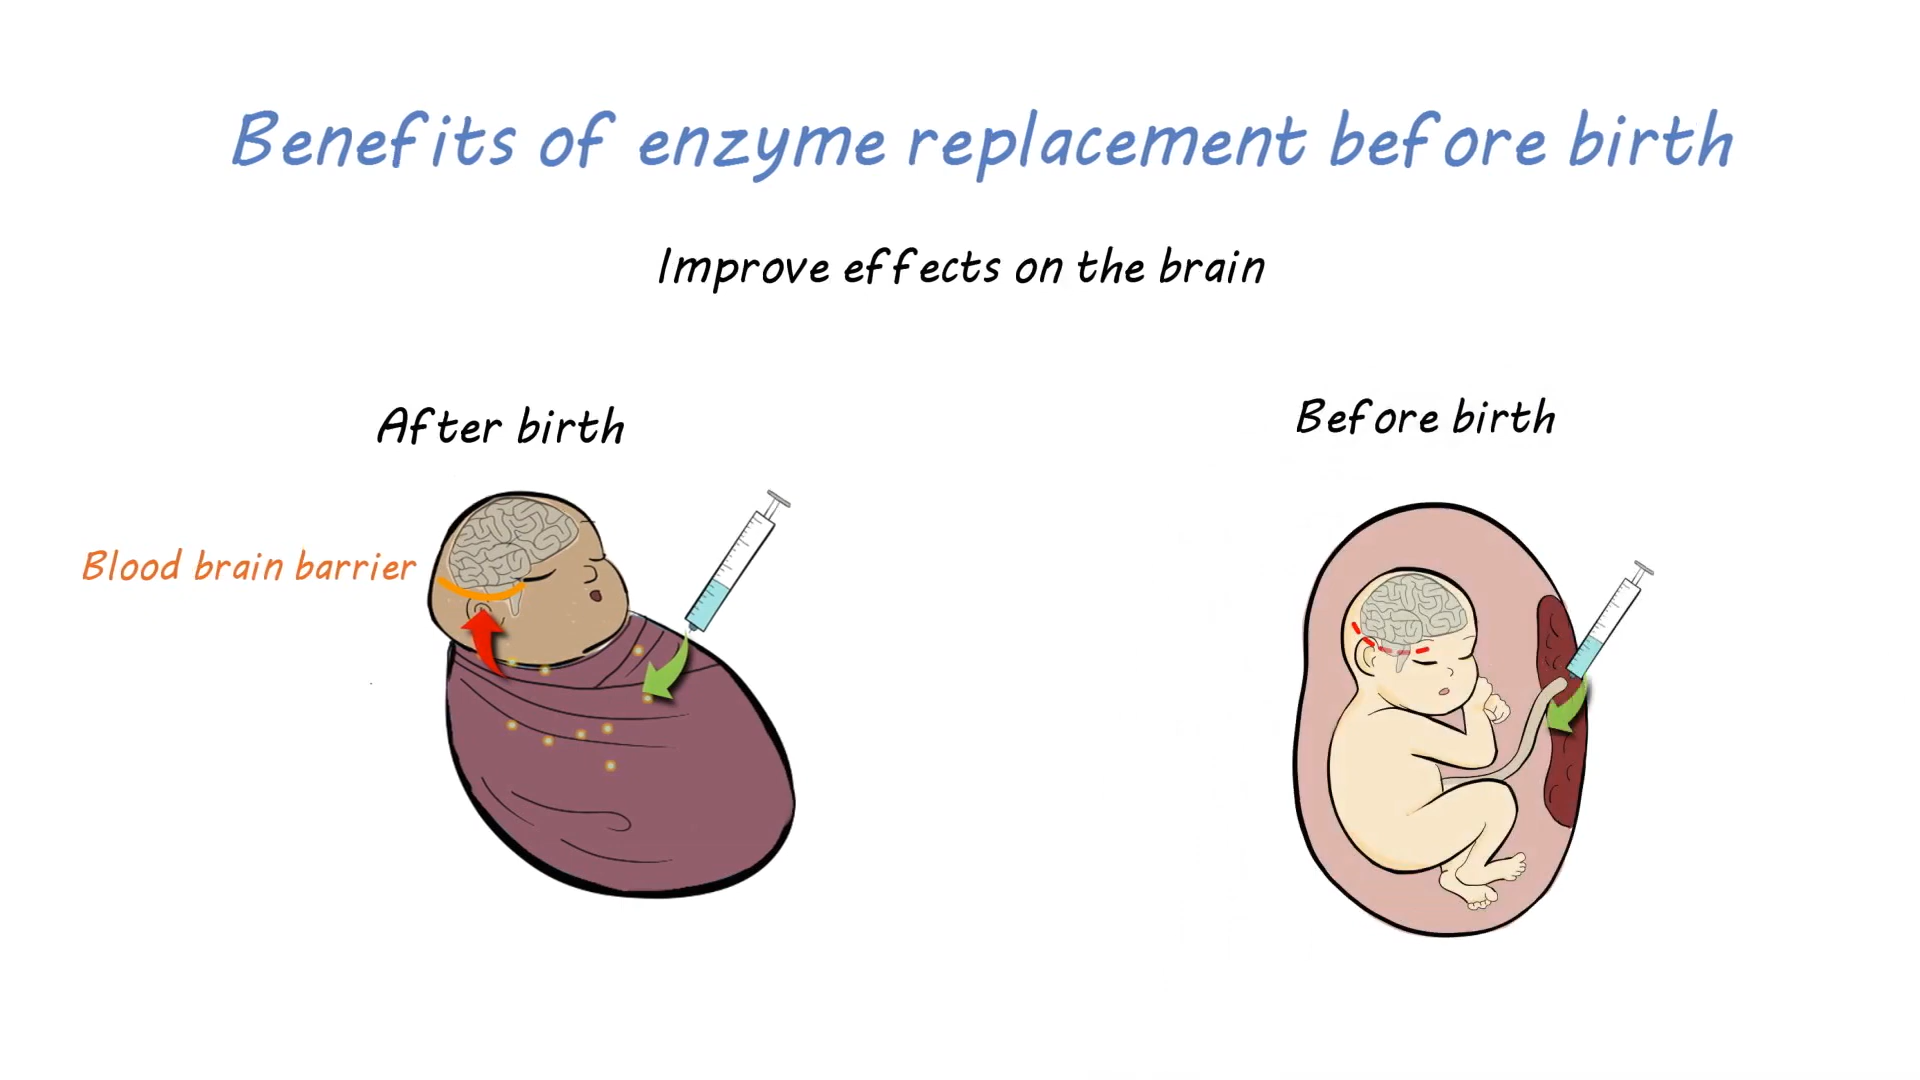 Benefits of enzyme replacement before birth
Improve effects on the brain
After birth
Before birth
Blood brain barrier